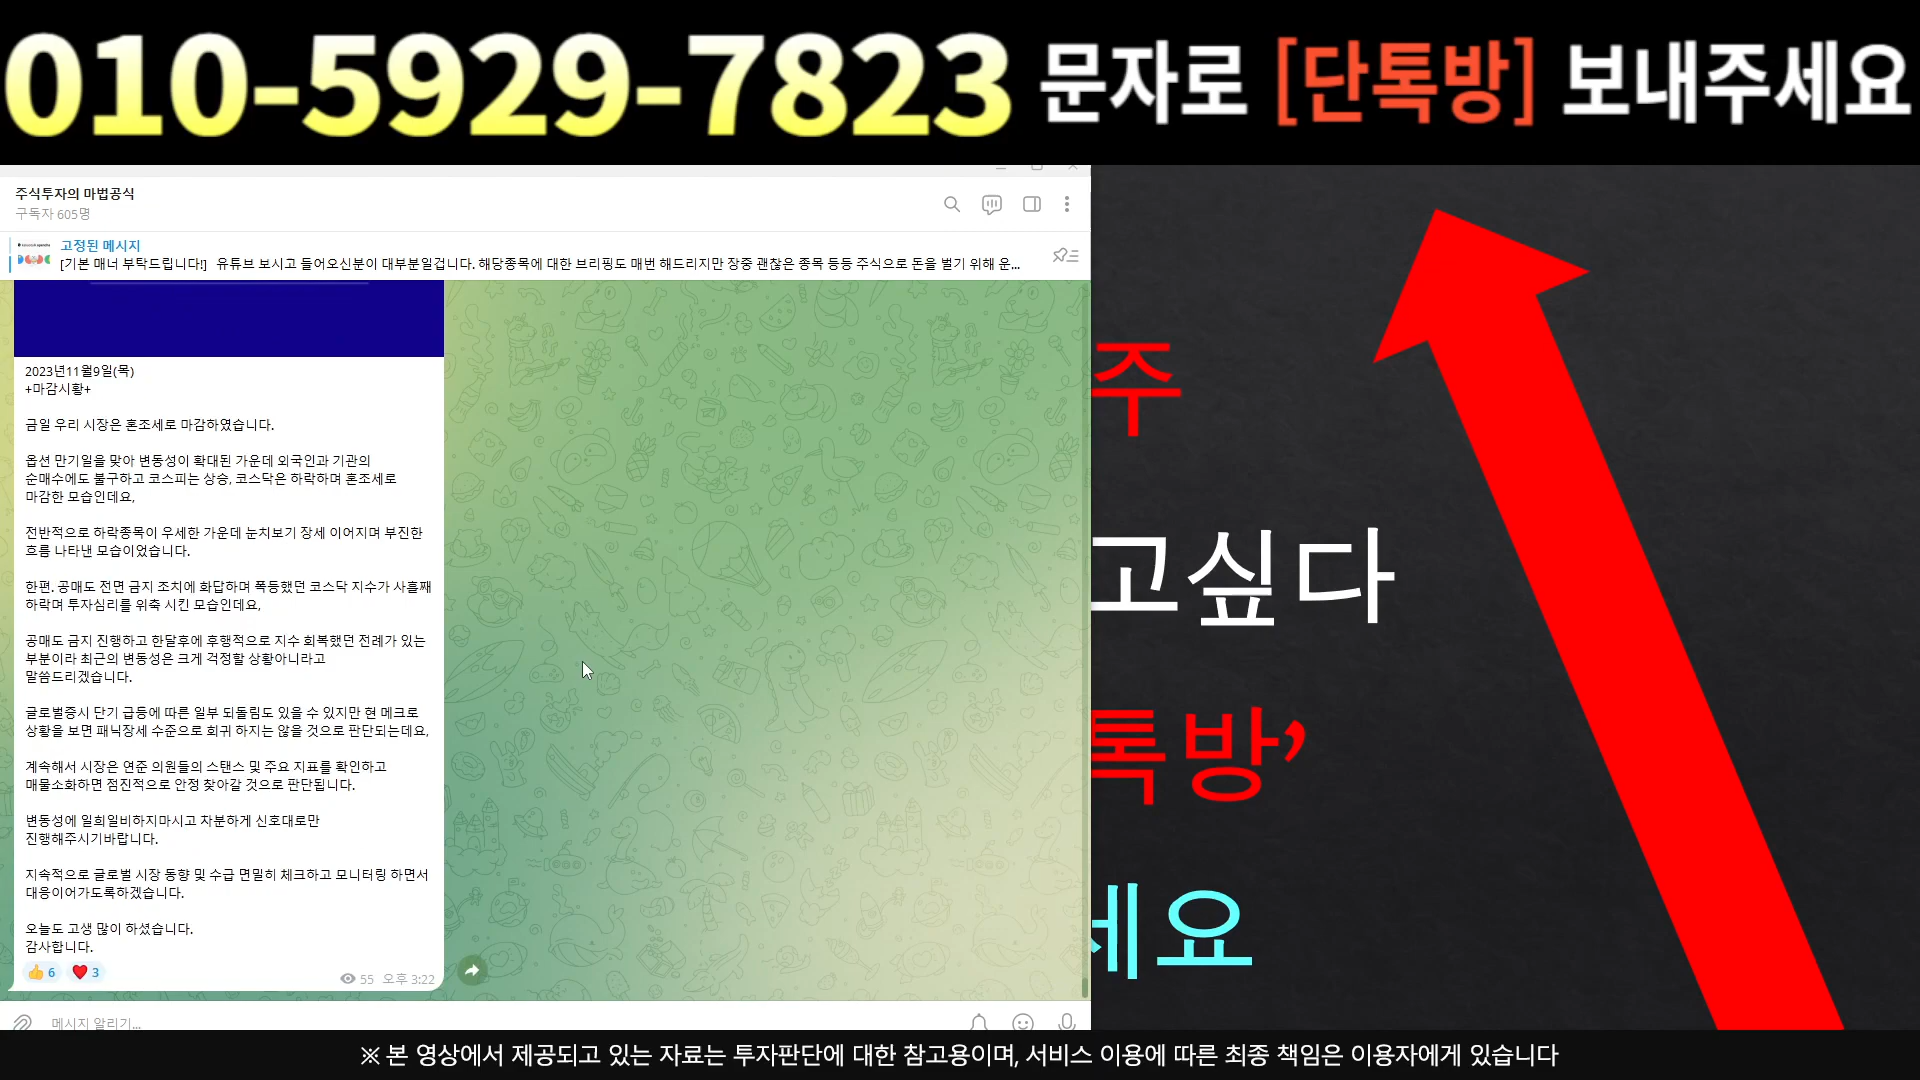 010-5929-7823 문자로 [단톡방] 보내주세요
주식투자의 마법공식
구독자 605명
고정된 메시지
[기본 매너 부탁드립니다!] 유튜브 보시고 들어오신분이 대부분일겁니다. 해당종목에 대한 브리핑도 매번 해드리지만 장중 괜찮은 종목 등등 주식으로 돈을 벌기 위해 운...
2023년11월9일(목)
+마감시황+
금일 우리 시장은 혼조세로 마감하였습니다.
옵션 만기일을 맞아 변동성이 확대된 가운데 외국인과 기관의
순매수에도 불구하고 코스피는 상승, 코스닥은 하락하며 혼조세로
마감한 모습인데요,
전반적으로 하락종목이 우세한 가운데 눈치보기 장세 이어지며 부진한
흐름 나타낸 모습이었습니다.
한편. 공매도 전면 금지 조치에 화답하며 폭등했던 코스닥 지수가 사흘째
하락며 투자심리를 위축 시킨 모습인데요,
공매도 금지 진행하고 한달후에 후행적으로 지수 회복했던 전례가 있는
부분이라 최근의 변동성은 크게 걱정할 상황아니라고
말씀드리겠습니다.
글로벌증시 단기 급등에 따른 일부 되돌림도 있을 수 있지만 현 메크로
상황을 보면 패닉장세 수준으로 회귀 하지는 않을 것으로 판단되는데요,
계속해서 시장은 연준 의원들의 스탠스 및 주요 지표를 확인하고
매물소화하면 점진적으로 안정 찾아갈 것으로 판단됩니다.
변동성에 일희일비하지마시고 차분하게 신호대로만
진행해주시기바랍니다.
지속적으로 글로벌 시장 동향 및 수급 면밀히 체크하고 모니터링 하면서
대응이어가도록하겠습니다.
오늘도 고생 많이 하셨습니다.
감사합니다.
6 3
55 오후 3:22
메시지 알리기...
주
고싶다
톡방’
세요
※ 본 영상에서 제공되고 있는 자료는 투자판단에 대한 참고용이며, 서비스 이용에 따른 최종 책임은 이용자에게 있습니다